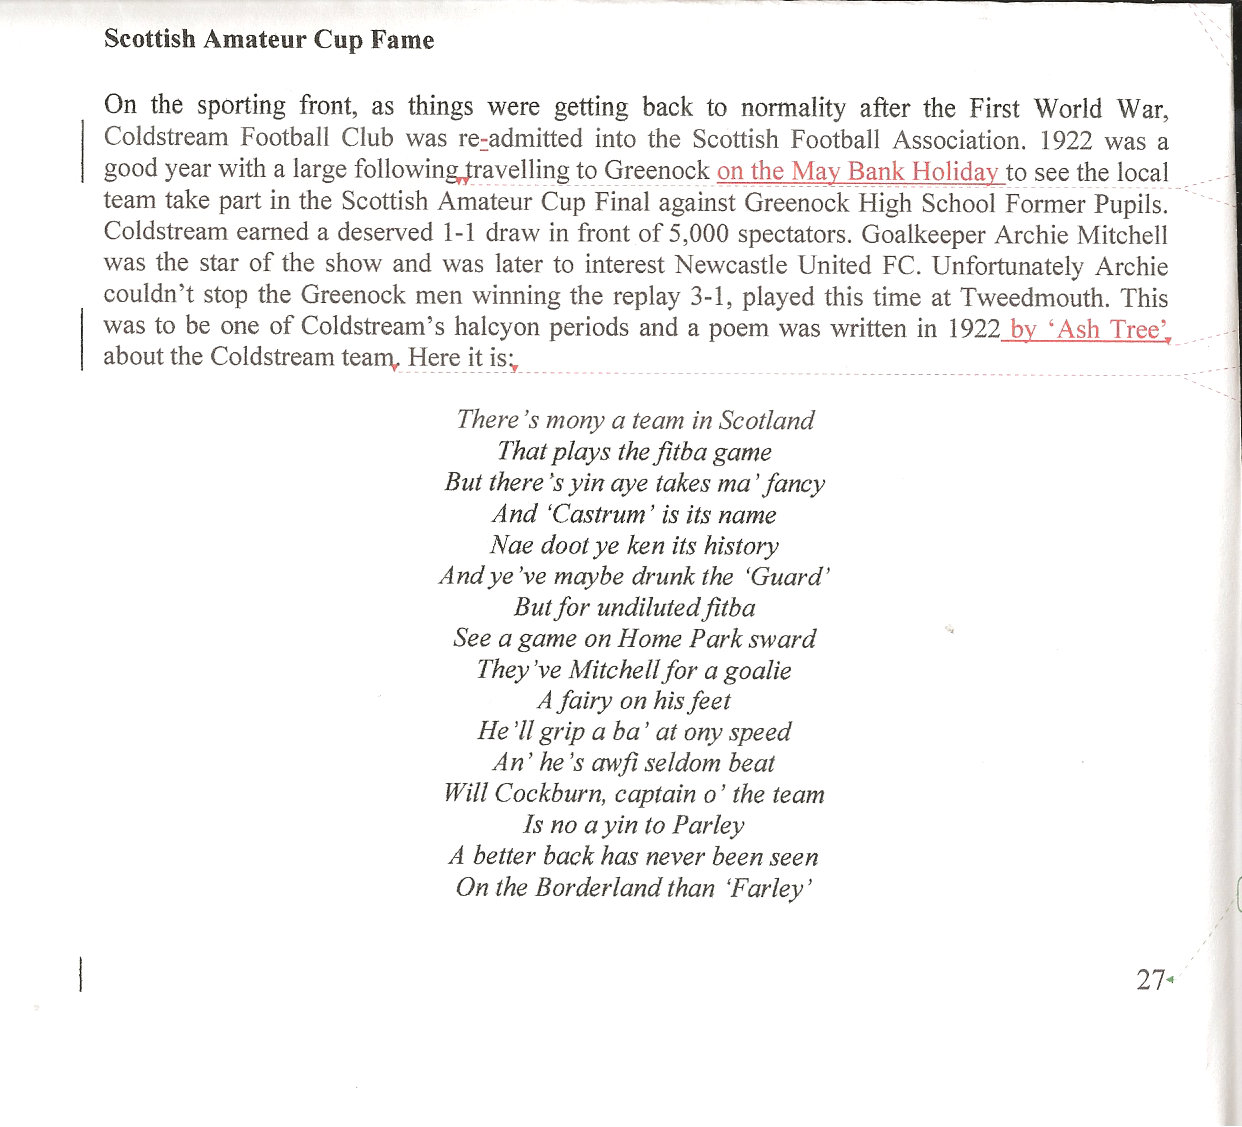 Scottish Amateur Cup Fame
On the sporting front, as things were getting back to normality after the First World War,
Coldstream Football Club was re-admitted into the Scottish Football Association. 1922 was a
good year with a large following travelling to Greenock on the May Bank Holiday to see the local
team take part in the Scottish Amateur Cup Final against Greenock High School Former Pupils.
Coldstream earned a deserved 1-1 draw in front of 5,000 spectators. Goalkeeper Archie Mitchell
was the star of the show and was later to interest Newcastle United FC. Unfortunately Archie
couldn’t stop the Greenock men winning the replay 3-1, played this time at Tweedmouth. This
was to be one of Coldstream’s halcyon periods and a poem was written in 1922 by ‘Ash Tree’,
about the Coldstream team. Here it is:
There’s mony a team in Scotland
That plays the fitba game
But there’s yin aye takes ma’ fancy
And ‘Castrum’ is its name
Nae doot ye ken its history
And ye’ve maybe drunk the ‘Guard’
But for undiluted fitba
See a game on Home Park sward
They’ve Mitchell for a goalie
A fairy on his feet
He’ll grip a ba’ at ony speed
An’ he’s awfi seldom beat
Will Cockburn, captain o’ the team
Is no a yin to Parley
A better back has never been seen
On the Borderland than ‘Farley’
27